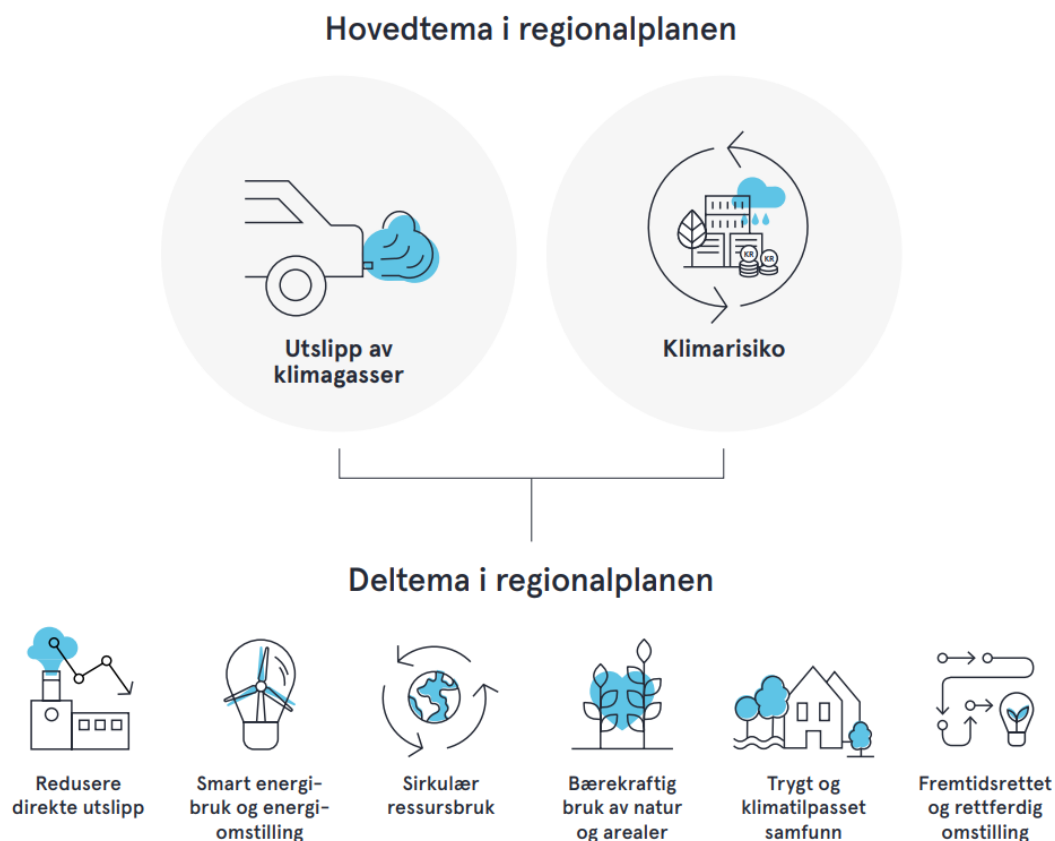 Hovedtema i regionalplanen
KR
KR
Utslipp av
klimagasser
Klimarisiko
Deltema i regionalplanen
Redusere
direkte utslipp
Smart energi-
bruk og energi-
omstilling
Sirkulær
ressursbruk
Bærekraftig
bruk av natur
og arealer
Trygt og
klimatilpasset
samfunn
Fremtidsrettet
og rettferdig
omstilling